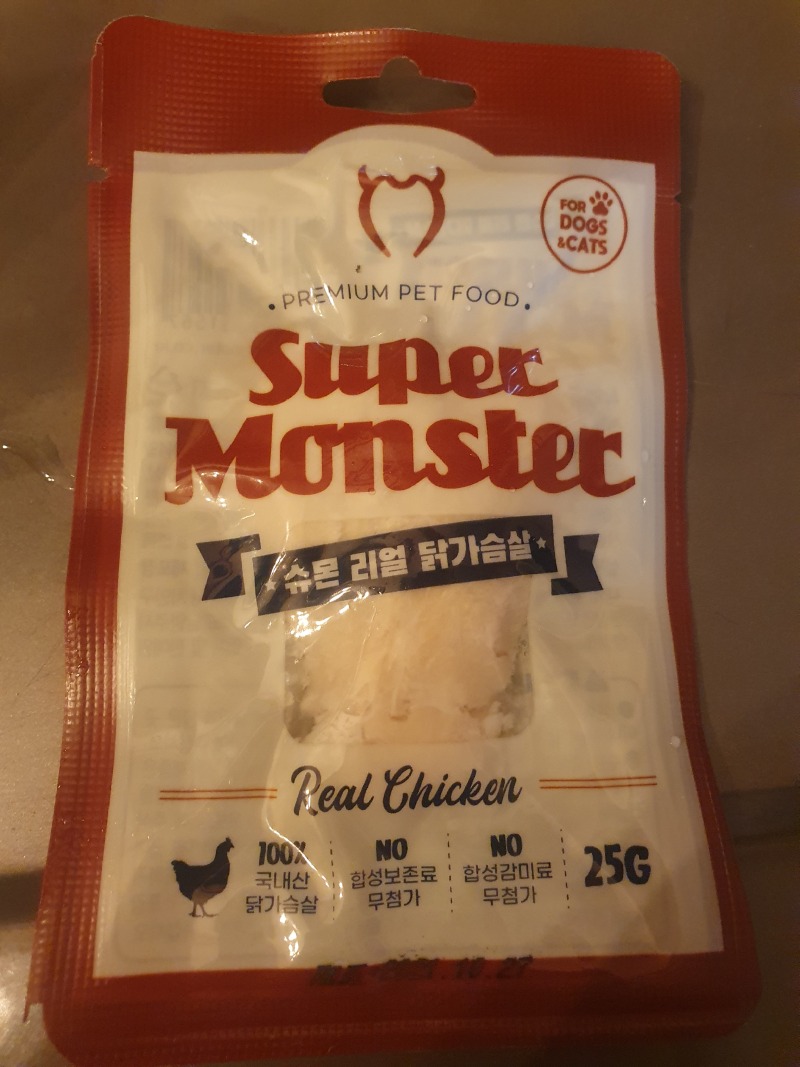 FOR
DOGS
&CATS
• PREMIUM PET FOOD •
Super
Monster
슈몬 리얼 닭가슴살
Real Chicken
100%
국내산
닭가슴살
NO
합성보존료
무첨가
NO
합성감미료
무첨가
25G
10.27